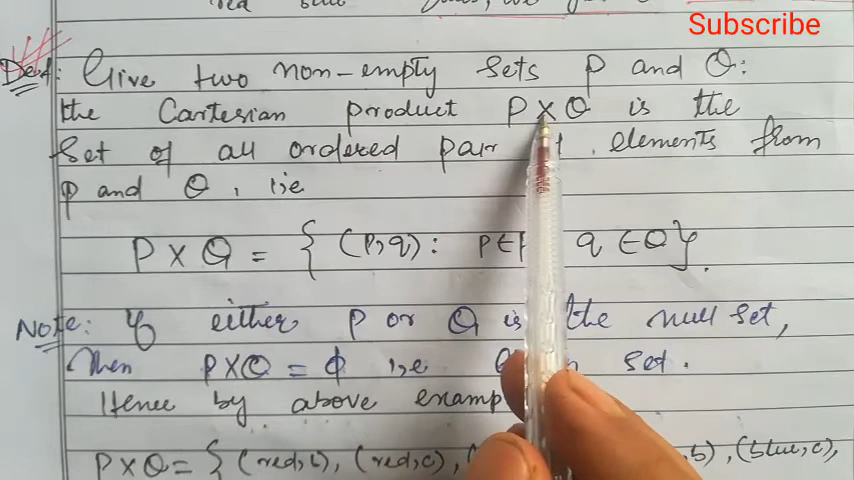 red blue
Subscribe
Def: Give two non-empty sets P and Q:
the Cartesian product P×Q is the
set of all ordered pair elements from
P and Q, i.e
P × Q = { (p,q): p∈P q ∈Q}.
Note: If either P or Q is the null set,
then P×Q = ϕ i.e set.
Hence by above examp
P×Q = { (red,b), (red,c), ,b), (blue,c),